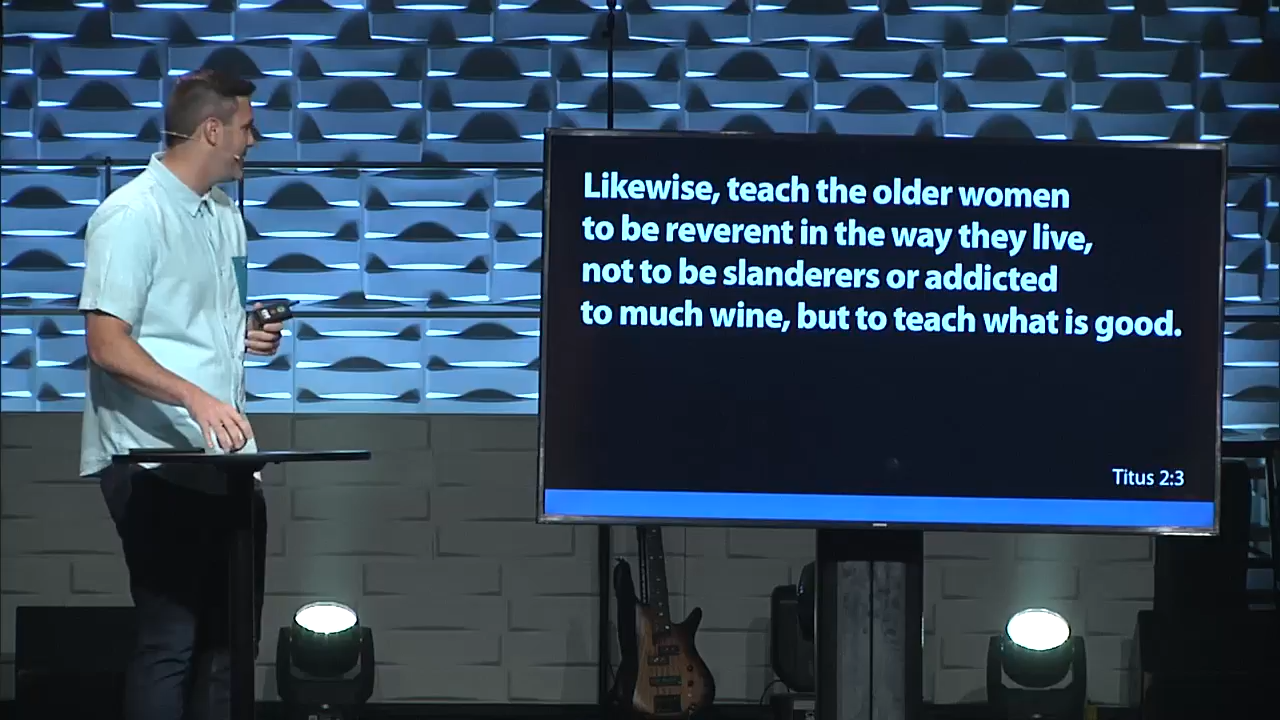 Likewise, teach the older women
to be reverent in the way they live,
not to be slanderers or addicted
to much wine, but to teach what is good.
Titus 2:3